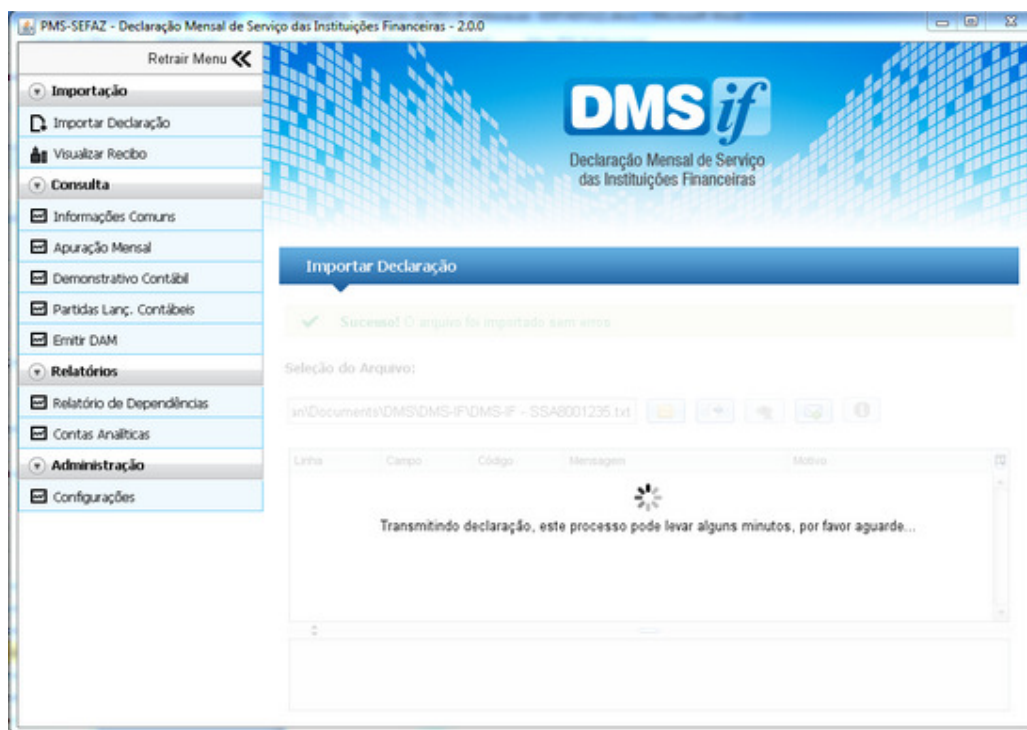 PMS-SEFAZ - Declaração Mensal de Serviço das Instituições Financeiras - 2.0.0
Retrair Menu
Importação
Importar Declaração
Visualizar Recibo
Consulta
Informações Comuns
Apuração Mensal
Demonstrativo Contábil
Partidas Lanç. Contábeis
Emitir DAM
Relatórios
Relatório de Dependências
Contas Analíticas
Administração
Configurações
DMS if
Declaração Mensal de Serviço
das Instituições Financeiras
Importar Declaração
Sucesso! O arquivo foi importado sem erros
Seleção do Arquivo:
in\Documents\DMS\DMS-IF\DMS-IF - SSA8001235.txt
Linha Campo Código Mensagem Motivo
Transmitindo declaração, este processo pode levar alguns minutos, por favor aguarde...